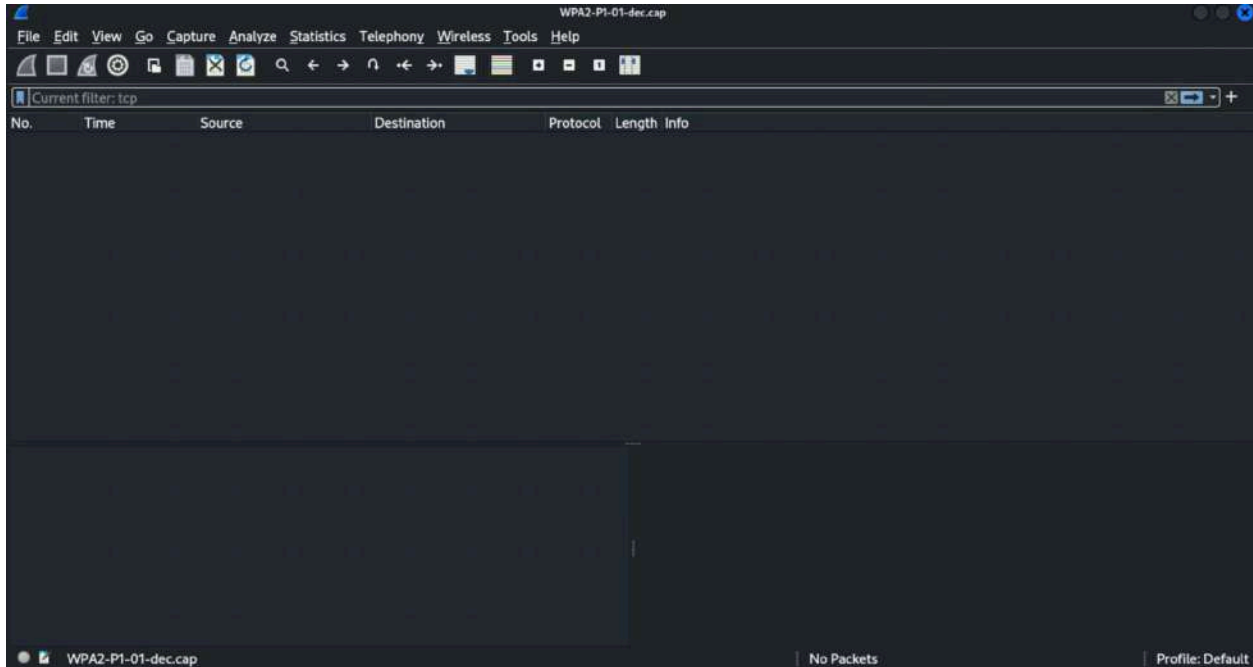 WPA2-P1-01-dec.cap
File Edit View Go Capture Analyze Statistics Telephony Wireless Tools Help
Current filter: tcp
No. Time Source Destination Protocol Length Info
WPA2-P1-01-dec.cap No Packets Profile: Default